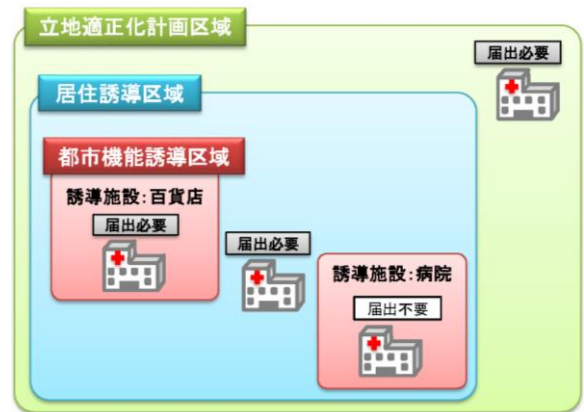 立地適正化計画区域
届出必要
居住誘導区域
都市機能誘導区域
誘導施設:百貨店
届出必要
届出必要
誘導施設:病院
届出不要